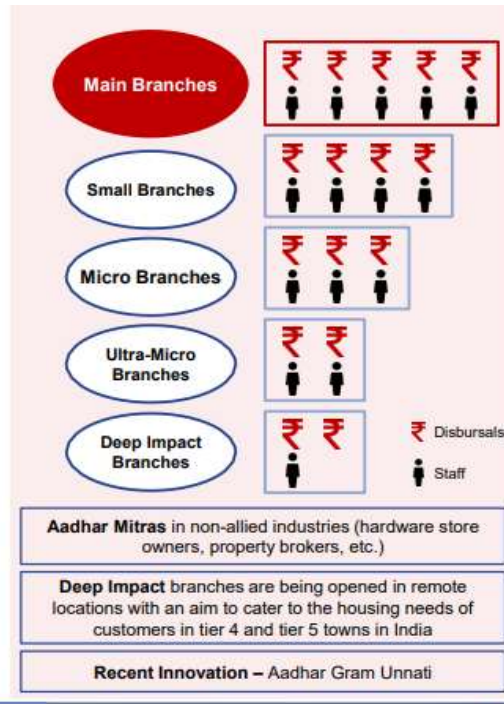 Main Branches
₹ ₹ ₹ ₹ ₹
Small Branches
₹ ₹ ₹ ₹
Micro Branches
₹ ₹ ₹
Ultra-Micro
Branches
₹ ₹
Deep Impact
Branches
₹ ₹
₹ Disbursals
Staff
Aadhar Mitras in non-allied industries (hardware store
owners, property brokers, etc.)
Deep Impact branches are being opened in remote
locations with an aim to cater to the housing needs of
customers in tier 4 and tier 5 towns in India
Recent Innovation – Aadhar Gram Unnati